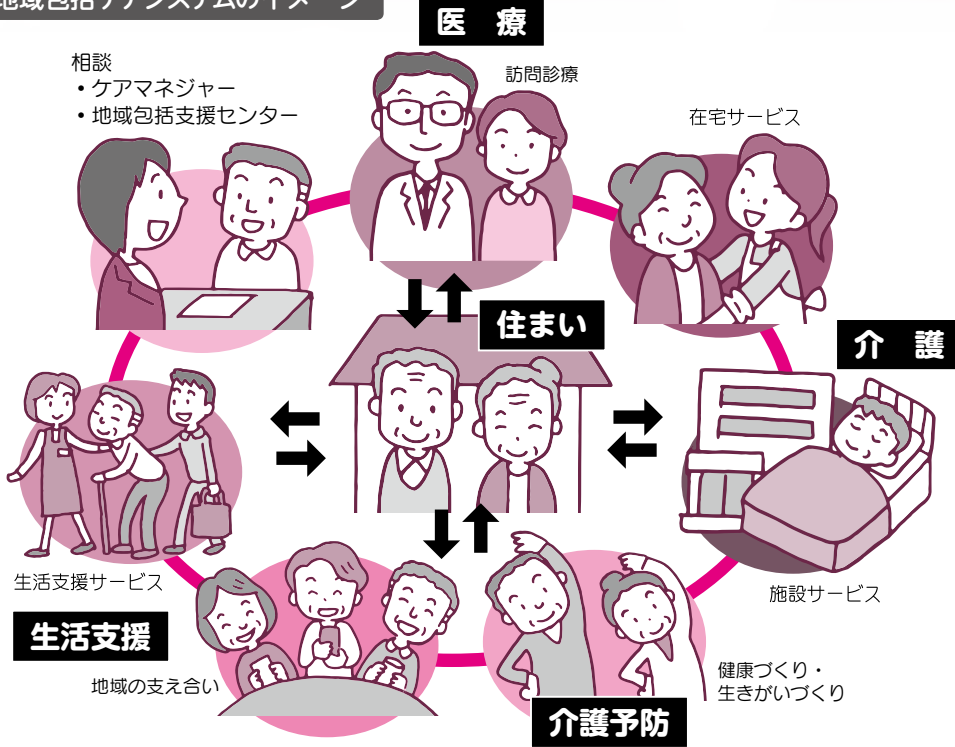 地域包括ケアシステムのイメージ
医 療
相談
・ケアマネジャー
・地域包括支援センター
訪問診療
在宅サービス
住まい
介 護
生活支援サービス
施設サービス
生活支援
地域の支え合い
健康づくり・
生きがいづくり
介護予防